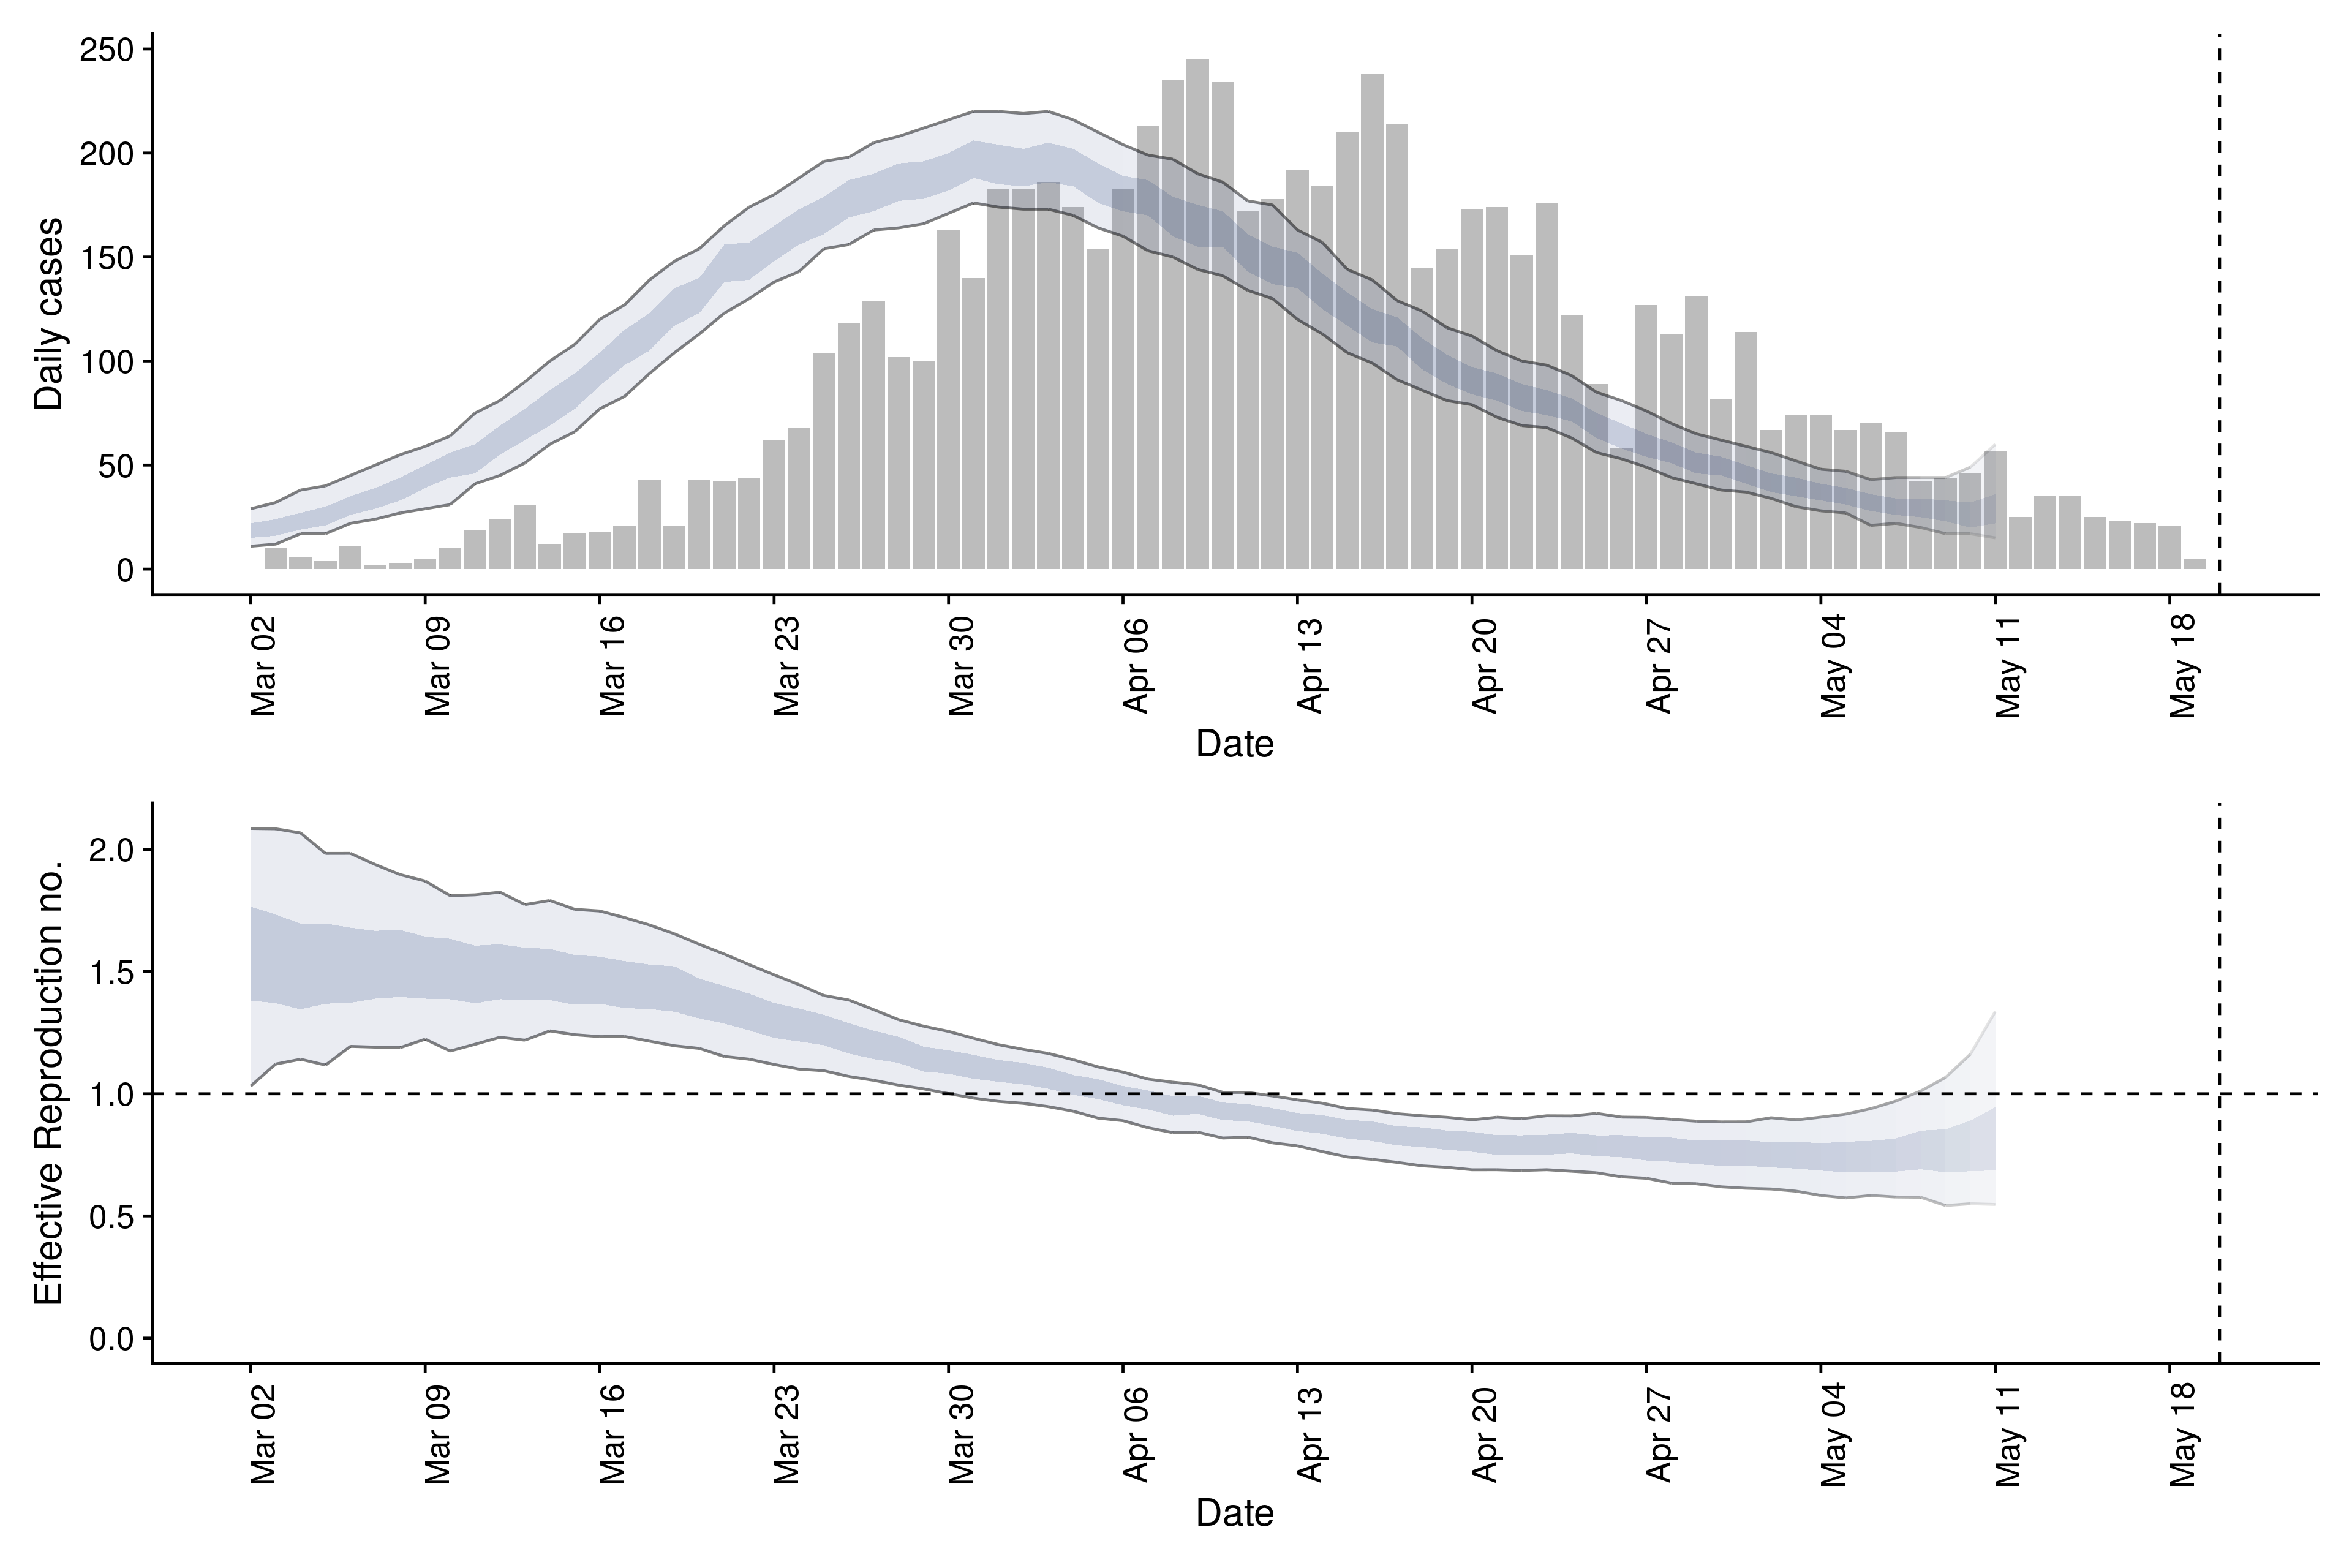 Daily cases
250
200
150
100
50
0
Mar 02
Mar 09
Mar 16
Mar 23
Mar 30
Apr 06
Apr 13
Apr 20
Apr 27
May 04
May 11
May 18
Date
Effective Reproduction no.
2.0
1.5
1.0
0.5
0.0
Mar 02
Mar 09
Mar 16
Mar 23
Mar 30
Apr 06
Apr 13
Apr 20
Apr 27
May 04
May 11
May 18
Date